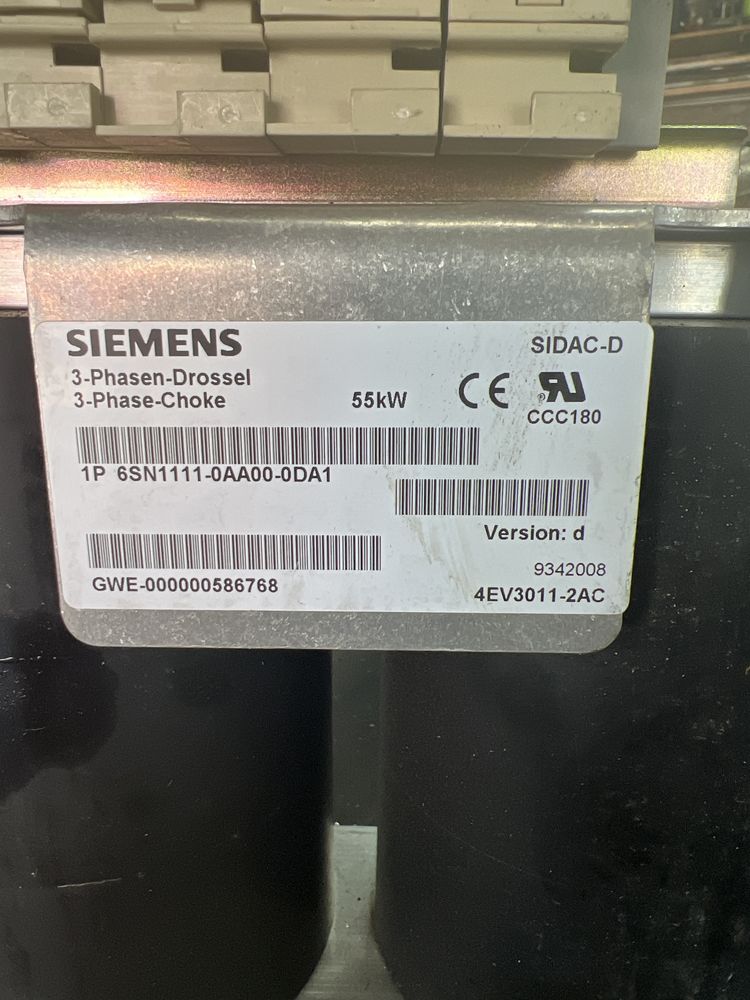 SIEMENS
SIDAC-D
3-Phasen-Drossel
3-Phase-Choke
55kW
CE
RU
®
CCC180
1P 6SN1111-0AA00-0DA1
Version: d
9342008
GWE-000000586768
4EV3011-2AC